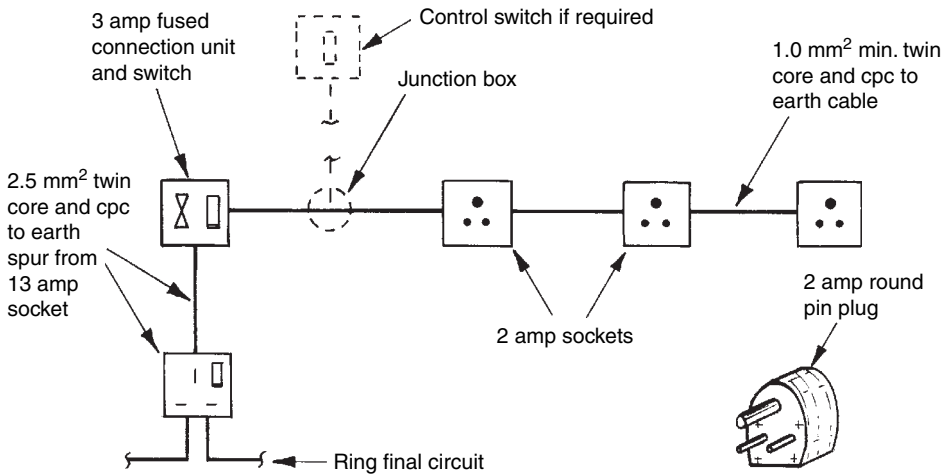 3 amp fused
connection unit
and switch
Control switch if required
Junction box
1.0 mm² min. twin
core and cpc to
earth cable
2.5 mm² twin
core and cpc
to earth
spur from
13 amp
socket
2 amp sockets
2 amp round
pin plug
Ring final circuit